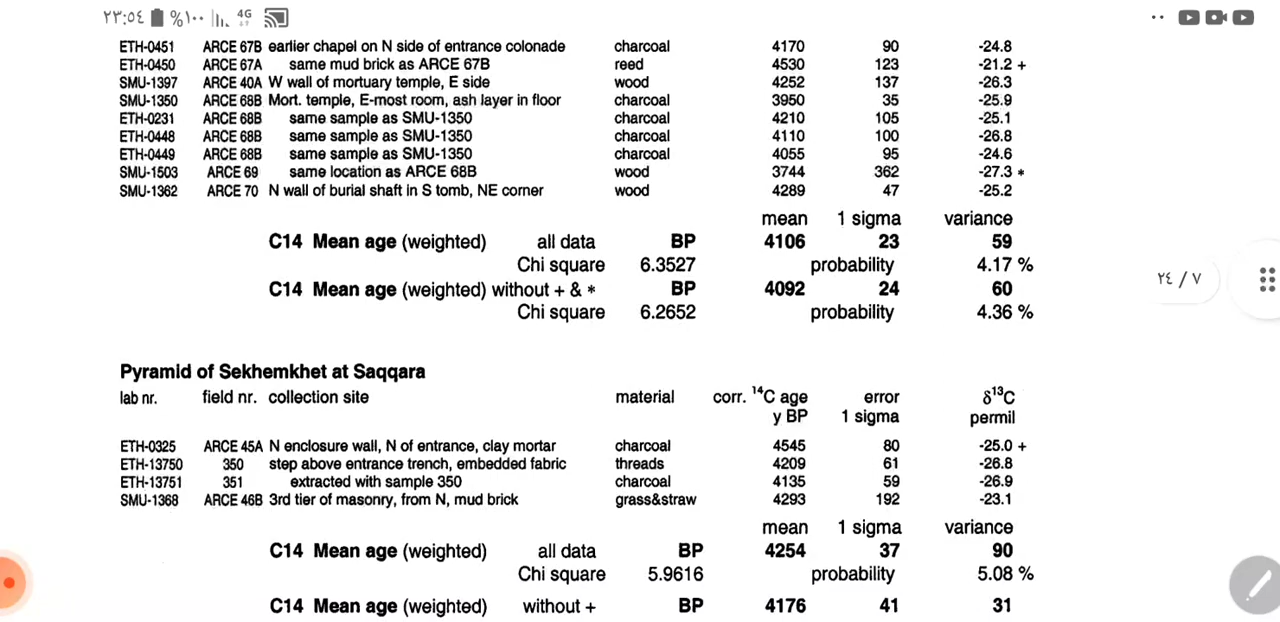 ٢٣:٥٤ %١٠٠ 4G
ETH-0451 ARCE 67B earlier chapel on N side of entrance colonade charcoal 4170 90 -24.8
ETH-0450 ARCE 67A same mud brick as ARCE 67B reed 4530 123 -21.2 +
SMU-1397 ARCE 40A W wall of mortuary temple, E side wood 4252 137 -26.3
SMU-1350 ARCE 68B Mort. temple, E-most room, ash layer in floor charcoal 3950 35 -25.9
ETH-0231 ARCE 68B same sample as SMU-1350 charcoal 4210 105 -25.1
ETH-0448 ARCE 68B same sample as SMU-1350 charcoal 4110 100 -26.8
ETH-0449 ARCE 68B same sample as SMU-1350 charcoal 4055 95 -24.6
SMU-1503 ARCE 69 same location as ARCE 68B wood 3744 362 -27.3 *
SMU-1362 ARCE 70 N wall of burial shaft in S tomb, NE corner wood 4289 47 -25.2
mean 1 sigma variance
C14 Mean age (weighted) all data BP 4106 23 59
Chi square 6.3527 probability 4.17 %
C14 Mean age (weighted) without + & * BP 4092 24 60
Chi square 6.2652 probability 4.36 %
٢٤ / ٧
Pyramid of Sekhemkhet at Saqqara
lab nr. field nr. collection site material corr. ¹⁴C age error δ¹³C
y BP 1 sigma permil
ETH-0325 ARCE 45A N enclosure wall, N of entrance, clay mortar charcoal 4545 80 -25.0 +
ETH-13750 350 step above entrance trench, embedded fabric threads 4209 61 -26.8
ETH-13751 351 extracted with sample 350 charcoal 4135 59 -26.9
SMU-1368 ARCE 46B 3rd tier of masonry, from N, mud brick grass&straw 4293 192 -23.1
mean 1 sigma variance
C14 Mean age (weighted) all data BP 4254 37 90
Chi square 5.9616 probability 5.08 %
C14 Mean age (weighted) without + BP 4176 41 31